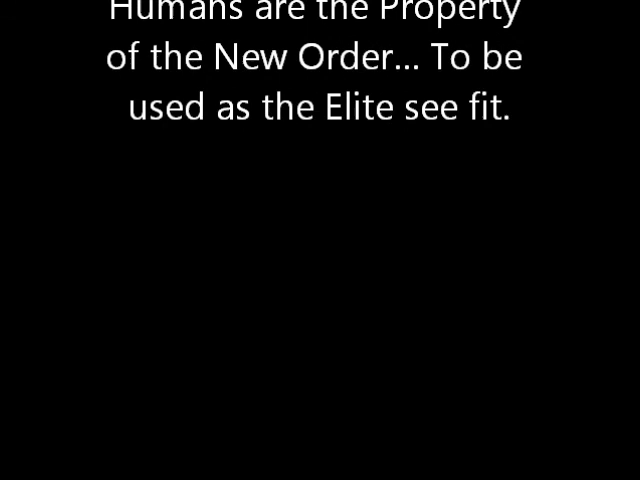 Humans are the Property
of the New Order... To be
used as the Elite see fit.